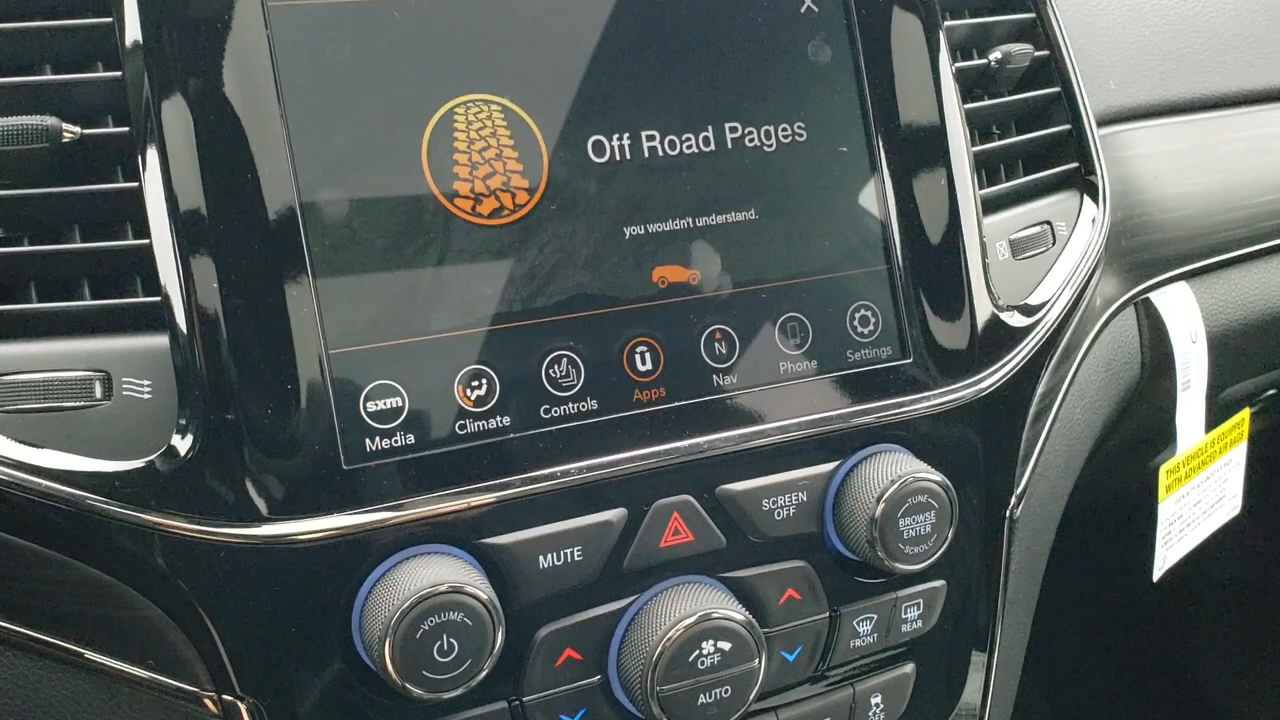 Off Road Pages
you wouldn't understand.
sxm
Media
Climate
Controls
ū
Apps
N
Nav
Phone
Settings
MUTE
SCREEN
OFF
TUNE
BROWSE
ENTER
SCROLL
VOLUME
OFF
AUTO
FRONT
REAR
OFF
THIS VEHICLE IS EQUIPPED
WITH ADVANCED AIR BAGS